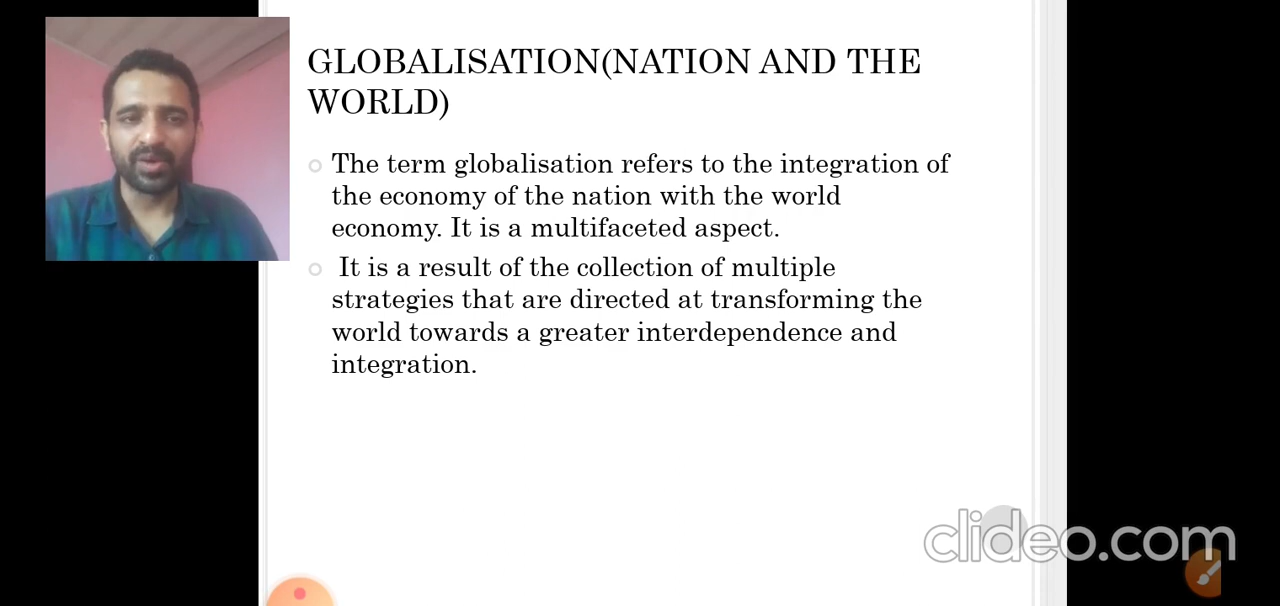 GLOBALISATION(NATION AND THE
WORLD)
The term globalisation refers to the integration of
the economy of the nation with the world
economy. It is a multifaceted aspect.
It is a result of the collection of multiple
strategies that are directed at transforming the
world towards a greater interdependence and
integration.
clideo.com